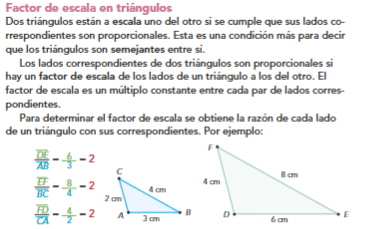 Factor de escala en triángulos
Dos triángulos están a escala uno del otro si se cumple que sus lados co-
rrespondientes son proporcionales. Esta es una condición más para decir
que los triángulos son semejantes entre sí.
Los lados correspondientes de dos triángulos son proporcionales si
hay un factor de escala de los lados de un triángulo a los del otro. El
factor de escala es un múltiplo constante entre cada par de lados corres-
pondientes.
Para determinar el factor de escala se obtiene la razón de cada lado
de un triángulo con sus correspondientes. Por ejemplo:
DE/AB = 6/3 = 2
EF/BC = 8/4 = 2
FD/CA = 4/2 = 2
C
2 cm
4 cm
A
3 cm
B
F
4 cm
8 cm
D
6 cm
E